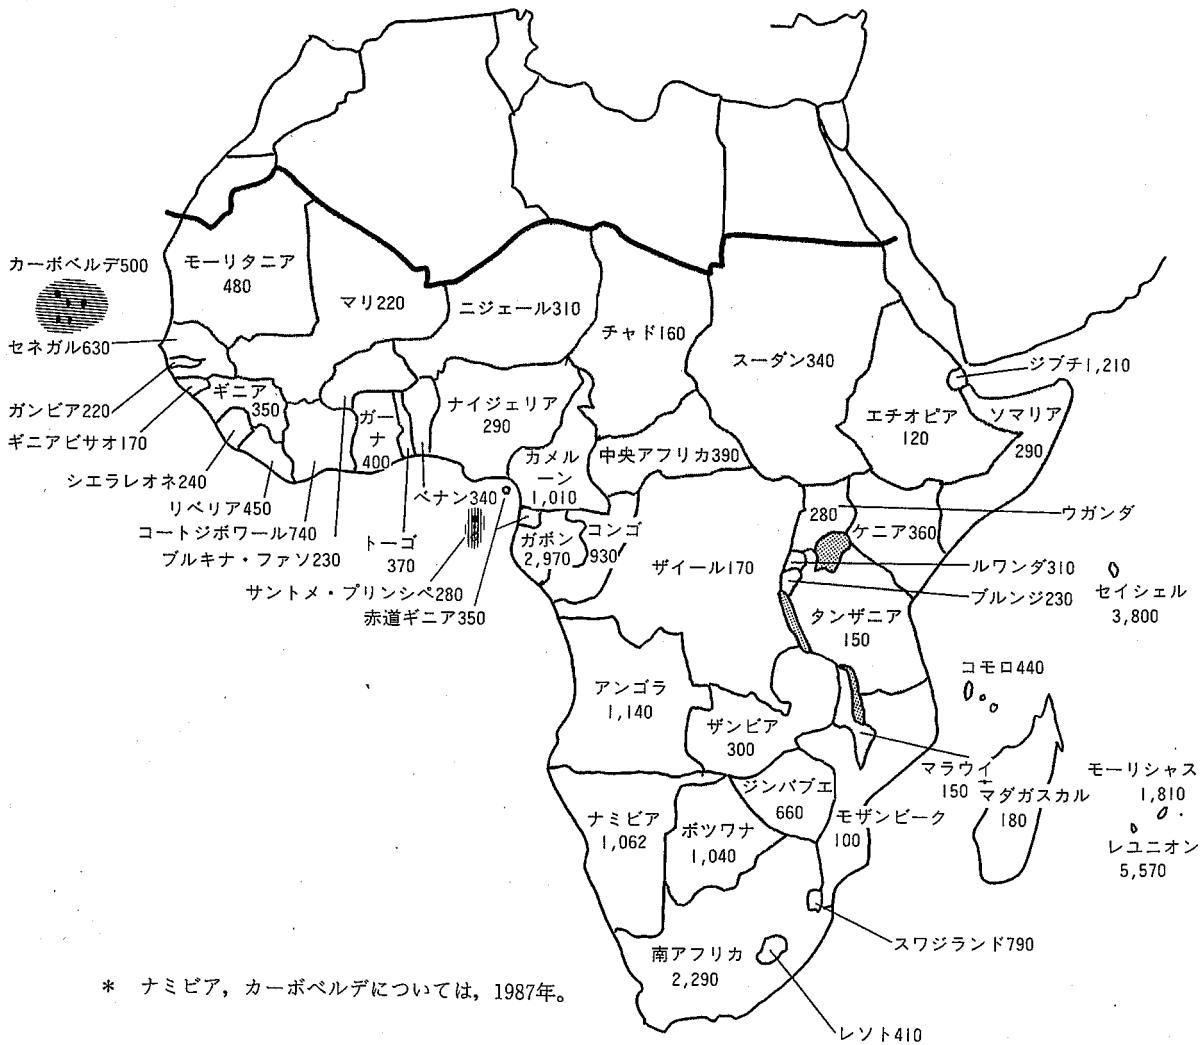 カーボベルデ500
モーリタニア
480
マリ220
ニジェール310
チャド160
スーダン340
セネガル630
ジブチ1,210
ガンビア220
ギニア
350
ガー
ナ
400
ナイジェリア
290
エチオピア
120
ソマリア
290
ギニアビサオ170
カメル
ーン
1,010
中央アフリカ390
シエラレオネ240
リベリア450
ベナン340
コートジボワール740
ブルキナ・ファソ230
トーゴ
370
ガボン
2,970
コンゴ
930
280
ウガンダ
ケニア360
ザイール170
ルワンダ310
ブルンジ230
セイシェル
3,800
サントメ・プリンシペ280
赤道ギニア350
タンザニア
150
コモロ440
アンゴラ
1,140
ザンビア
300
マラウイ
150
マダガスカル
180
モーリシャス
1,810
ジンバブエ
660
モザンビーク
100
ナミビア
1,062
ボツワナ
1,040
レユニオン
5,570
スワジランド790
南アフリカ
2,290
レソト410
* ナミビア,カーボベルデについては,1987年。